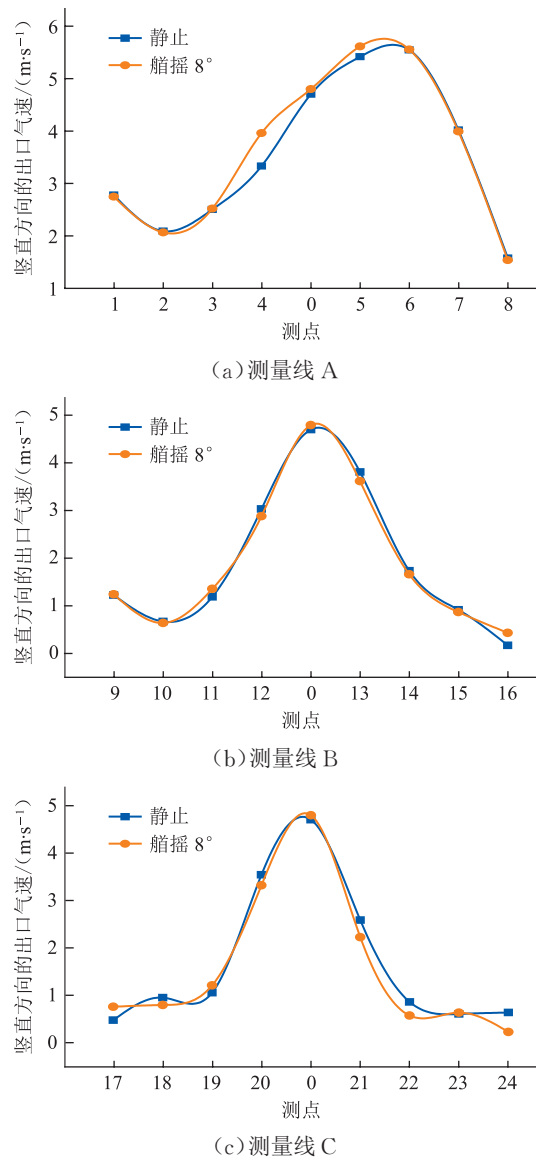 竖直方向的出口气速/(m·s⁻¹)
6
5
4
3
2
1
静止
艏摇 8°
1 2 3 4 0 5 6 7 8
测点
(a)测量线 A
竖直方向的出口气速/(m·s⁻¹)
5
4
3
2
1
0
静止
艏摇 8°
9 10 11 12 0 13 14 15 16
测点
(b)测量线 B
竖直方向的出口气速/(m·s⁻¹)
5
4
3
2
1
0
静止
艏摇 8°
17 18 19 20 0 21 22 23 24
测点
(c)测量线 C